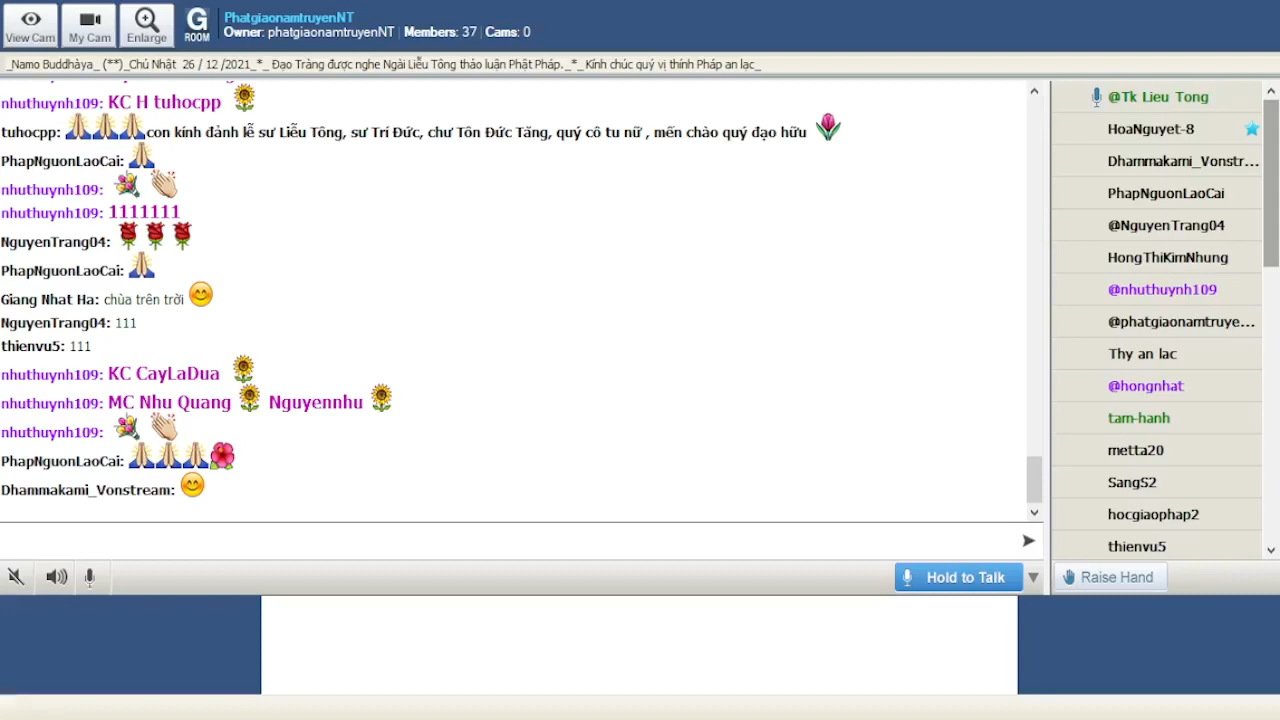 PhatgiaonamtruyenNT
Owner: phatgiaonamtruyenNT | Members: 37 | Cams: 0
View Cam
My Cam
Enlarge
G
ROOM
_Namo Buddhàya_ (**)_Chủ Nhật 26 / 12 /2021_*_ Đạo Tràng được nghe Ngài Liễu Tông thảo luận Phật Pháp._*_Kính chúc quý vị thính Pháp an lạc_
nhuthuynh109: KC H tuhocpp
tuhocpp: con kính đảnh lễ sư Liễu Tông, sư Trí Đức, chư Tôn Đức Tăng, quý cô tu nữ , mến chào quý đạo hữu
PhapNguonLaoCai:
nhuthuynh109:
nhuthuynh109: 1111111
NguyenTrang04:
PhapNguonLaoCai:
Giang Nhat Ha: chùa trên trời
NguyenTrang04: 111
thienvu5: 111
nhuthuynh109: KC CayLaDua
nhuthuynh109: MC Nhu Quang Nguyennhu
nhuthuynh109:
PhapNguonLaoCai:
Dhammakami_Vonstream:
@Tk Lieu Tong
HoaNguyet-8
Dhammakami_Vonstr...
PhapNguonLaoCai
@NguyenTrang04
HongThiKimNhung
@nhuthuynh109
@phatgiaonamtruye...
Thy an lac
@hongnhat
tam-hanh
metta20
SangS2
hocgiaophap2
thienvu5
Hold to Talk
Raise Hand